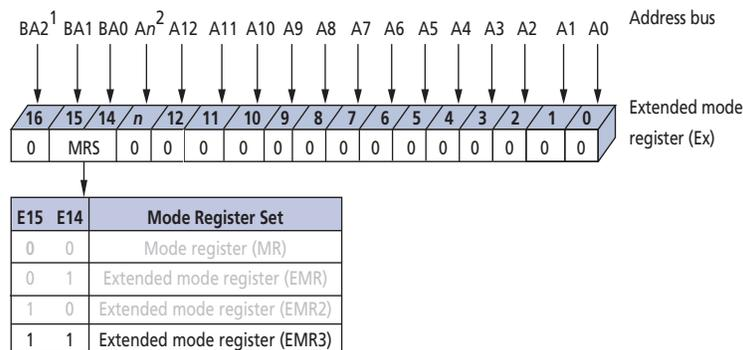 BA2¹ BA1 BA0 An² A12 A11 A10 A9 A8 A7 A6 A5 A4 A3 A2 A1 A0 Address bus
16 15 14 n 12 11 10 9 8 7 6 5 4 3 2 1 0 Extended mode
register (Ex)
0 MRS 0 0 0 0 0 0 0 0 0 0 0 0 0 0
E15 E14 Mode Register Set
0 0 Mode register (MR)
0 1 Extended mode register (EMR)
1 0 Extended mode register (EMR2)
1 1 Extended mode register (EMR3)